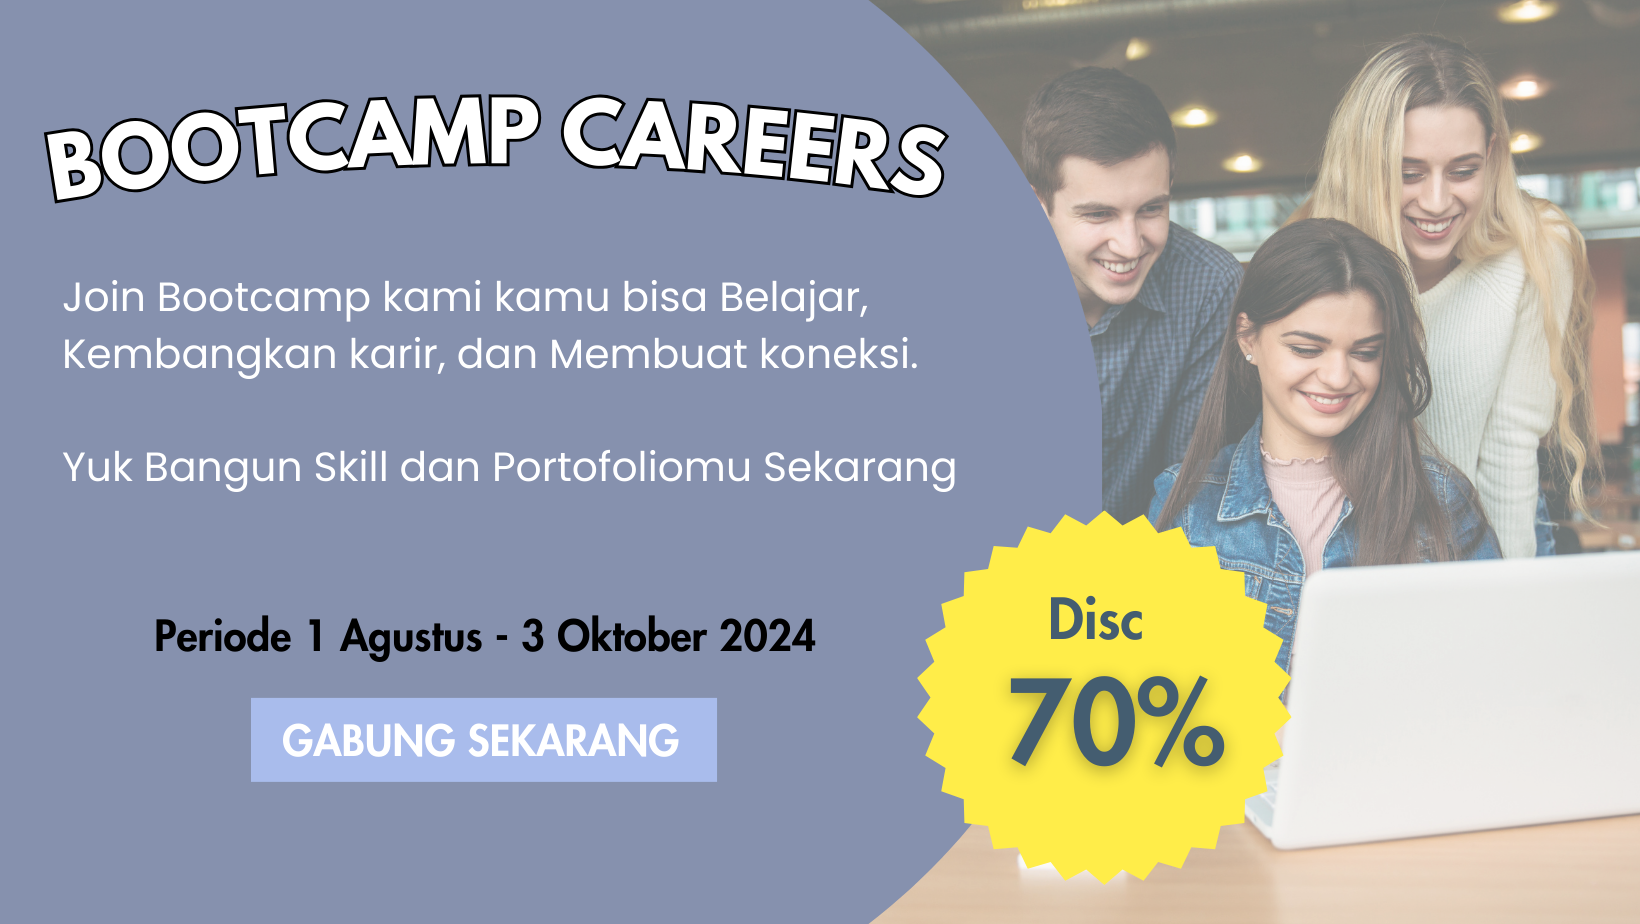 BOOTCAMP CAREERS
Join Bootcamp kami kamu bisa Belajar,
Kembangkan karir, dan Membuat koneksi.
Yuk Bangun Skill dan Portofoliomu Sekarang
Periode 1 Agustus - 3 Oktober 2024
GABUNG SEKARANG
Disc
70%